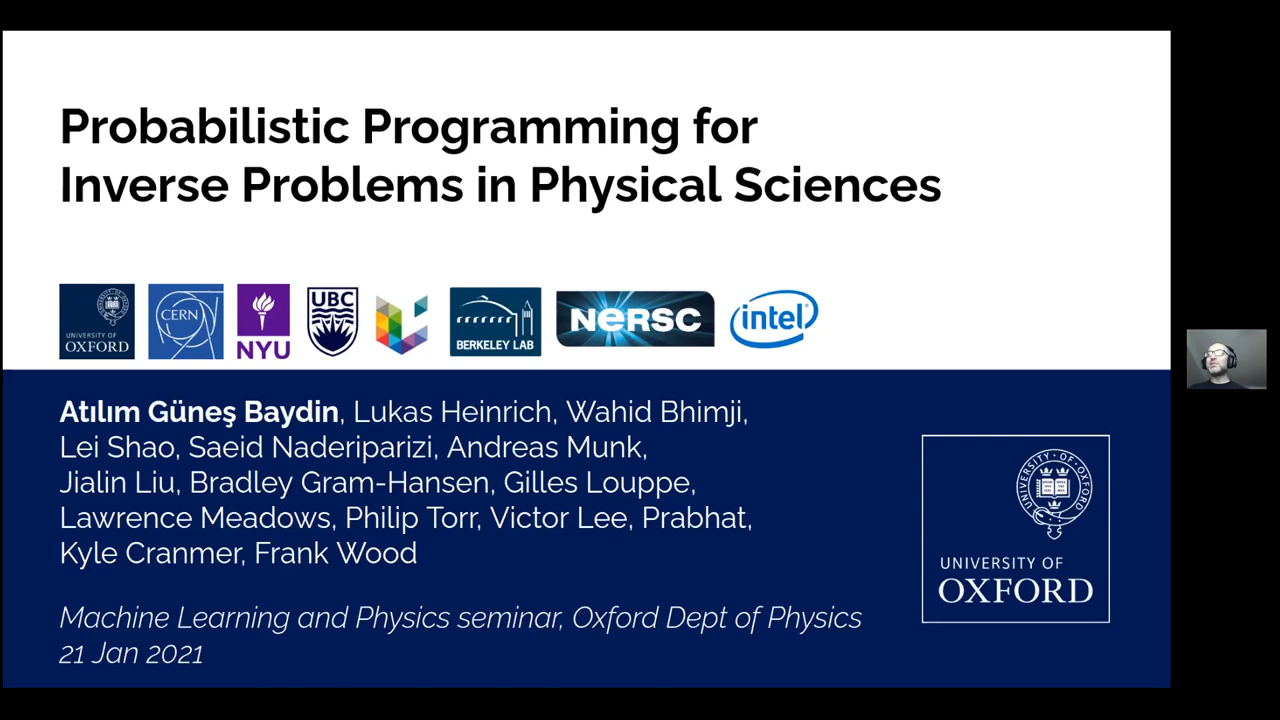 Probabilistic Programming for
Inverse Problems in Physical Sciences
UNIVERSITY OF
OXFORD
CERN
NYU
UBC
BERKELEY LAB
NERSC
intel
Atılım Güneş Baydin, Lukas Heinrich, Wahid Bhimji,
Lei Shao, Saeid Naderiparizi, Andreas Munk,
Jialin Liu, Bradley Gram-Hansen, Gilles Louppe,
Lawrence Meadows, Philip Torr, Victor Lee, Prabhat,
Kyle Cranmer, Frank Wood
UNIVERSITY OF OXFORD
UNIVERSITY OF
OXFORD
Machine Learning and Physics seminar, Oxford Dept of Physics
21 Jan 2021